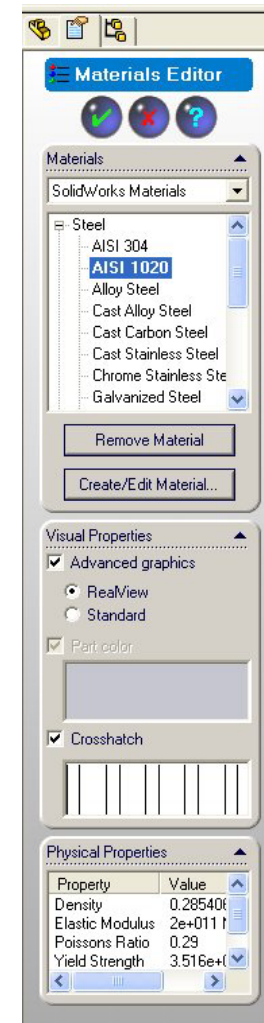 Materials Editor
?
Materials
SolidWorks Materials
Steel
AISI 304
AISI 1020
Alloy Steel
Cast Alloy Steel
Cast Carbon Steel
Cast Stainless Steel
Chrome Stainless Ste
Galvanized Steel
Remove Material
Create/Edit Material...
Visual Properties
Advanced graphics
RealView
Standard
Part color
Crosshatch
Physical Properties
Property Value
Density 0.285406
Elastic Modulus 2e+011
Poissons Ratio 0.29
Yield Strength 3.516e+0